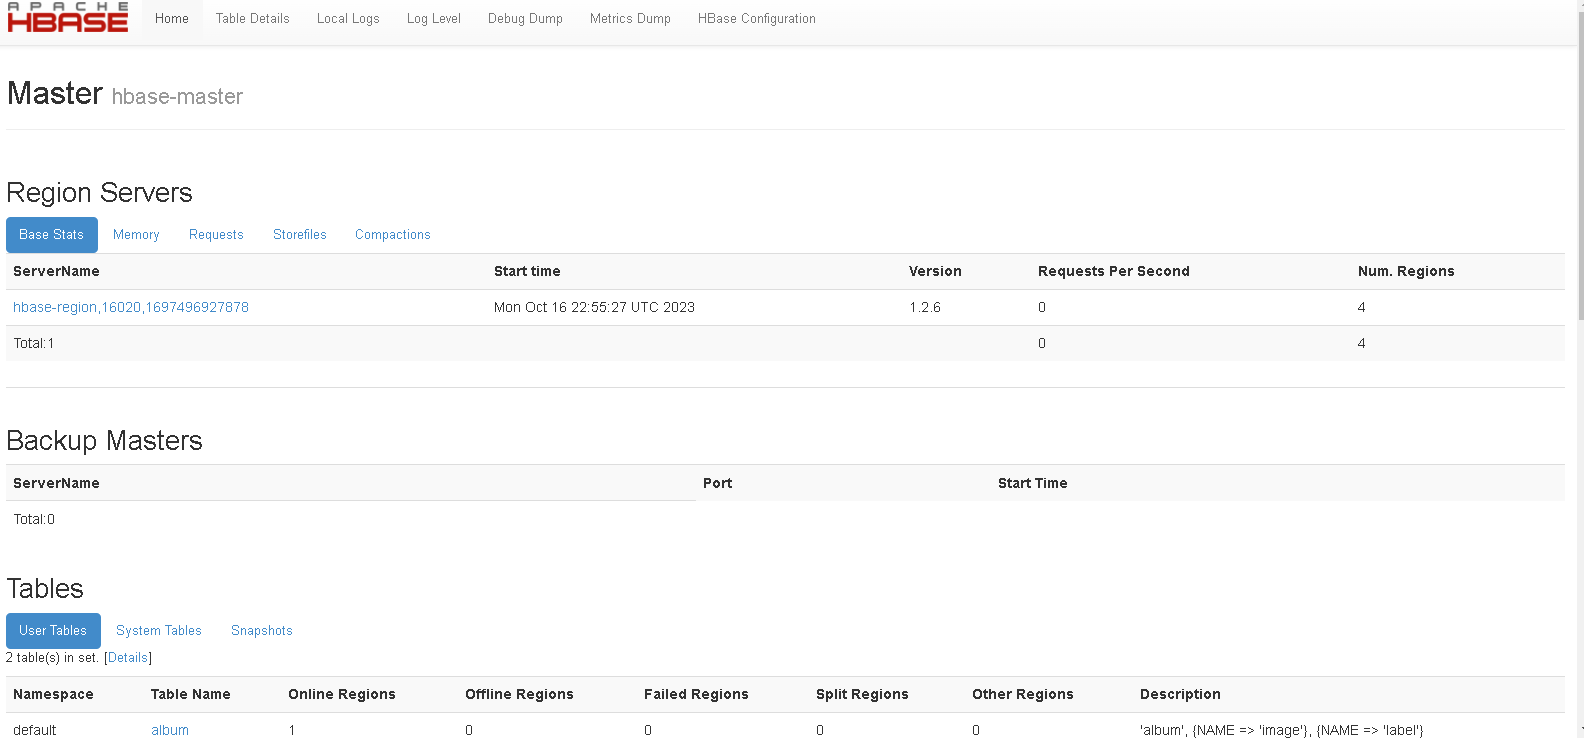 APACHE
HBASE
Home Table Details Local Logs Log Level Debug Dump Metrics Dump HBase Configuration
Master hbase-master
Region Servers
Base Stats Memory Requests Storefiles Compactions
ServerName Start time Version Requests Per Second Num. Regions
hbase-region,16020,1697496927878 Mon Oct 16 22:55:27 UTC 2023 1.2.6 0 4
Total:1 0 4
Backup Masters
ServerName Port Start Time
Total:0
Tables
User Tables System Tables Snapshots
2 table(s) in set. [Details]
Namespace Table Name Online Regions Offline Regions Failed Regions Split Regions Other Regions Description
default album 1 0 0 0 0 'album', {NAME => 'image'}, {NAME => 'label'}